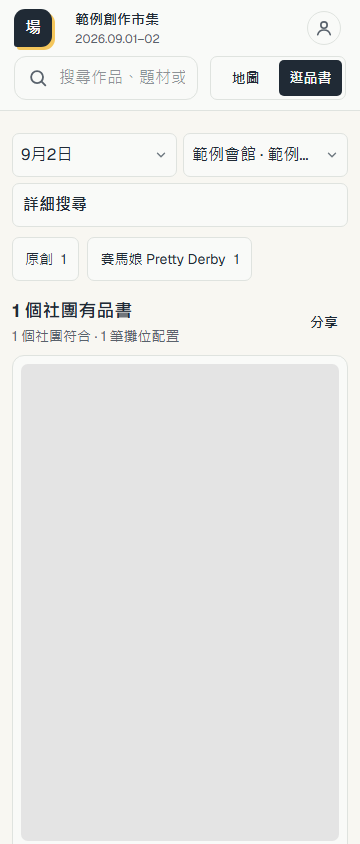 場
範例創作市集
2026.09.01–02
搜尋作品、題材或
地圖
逛品書
9月2日
範例會館 · 範例…
詳細搜尋
原創 1
賽馬娘 Pretty Derby 1
1 個社團有品書
1 個社團符合 · 1 筆攤位配置
分享